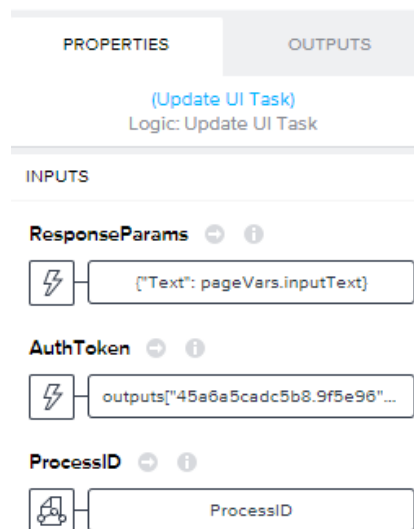 PROPERTIES OUTPUTS
(Update UI Task)
Logic: Update UI Task
INPUTS
ResponseParams
{"Text": pageVars.inputText}
AuthToken
outputs["45a6a5cadc5b8.9f5e96"...
ProcessID
ProcessID